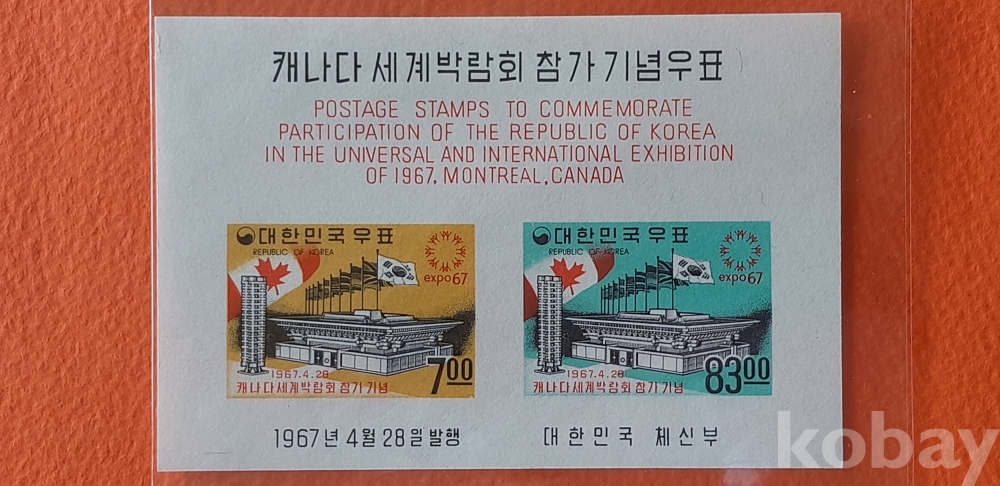 캐나다 세계박람회 참가 기념우표
POSTAGE STAMPS TO COMMEMORATE
PARTICIPATION OF THE REPUBLIC OF KOREA
IN THE UNIVERSAL AND INTERNATIONAL EXHIBITION
OF 1967, MONTREAL, CANADA
대한민국우표
REPUBLIC OF KOREA
expo67
1967.4.28
캐나다세계박람회 참가 기념
700
대한민국우표
REPUBLIC OF KOREA
expo67
1967.4.28
캐나다세계박람회 참가 기념
8300
1967년 4월 28일 발행
대한민국 체신부
kobay